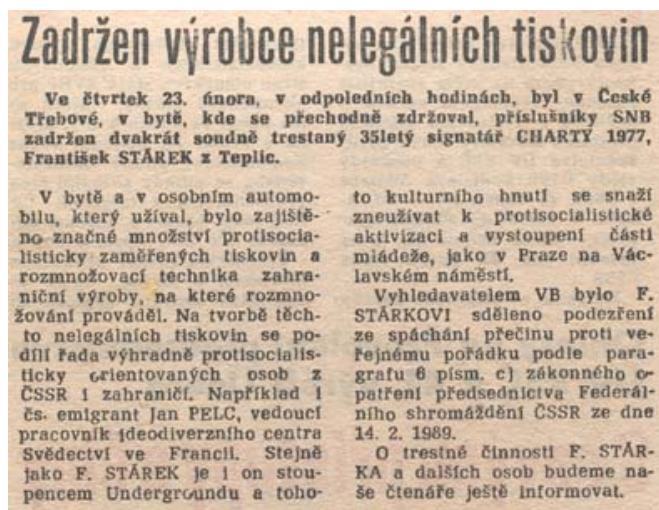 Zadržen výrobce nelegálních tiskovin
Ve čtvrtek 23. února, v odpoledních hodinách, byl v České
Třebové, v bytě, kde se přechodně zdržoval, příslušníky SNB
zadržen dvakrát soudně trestaný 35letý signatář CHARTY 1977,
František STÁREK z Teplic.
V bytě a v osobním automo-
bilu, který užíval, bylo zajiště-
no značné množství protisocia-
listicky zaměřených tiskovin a
rozmnožovací technika zahra-
niční výroby, na které rozmno-
žování prováděl. Na tvorbě těch-
to nelegálních tiskovin se po-
dílí řada výhradně protisocialis-
ticky orientovaných osob z
ČSSR i zahraničí. Například i
čs. emigrant Jan PELC, vedoucí
pracovník ideodiverzního centra
Svědectví ve Francii. Stejně
jako F. STÁREK je i on stou-
pencem Undergroundu a toho-
to kulturního hnutí se snaží
zneužívat k protisocialistické
aktivizaci a vystoupení části
mládeže, jako v Praze na Vác-
lavském náměstí.
Vyhledavatelem VB bylo F.
STÁRKOVI sděleno podezření
ze spáchání přečinu proti ve-
řejnému pořádku podle para-
grafu 6 písm. c) zákonného o-
patření předsednictva Federál-
ního shromáždění ČSSR ze dne
14. 2. 1989.
O trestné činnosti F. STÁR-
KA a dalších osob budeme na-
še čtenáře ještě informovat.